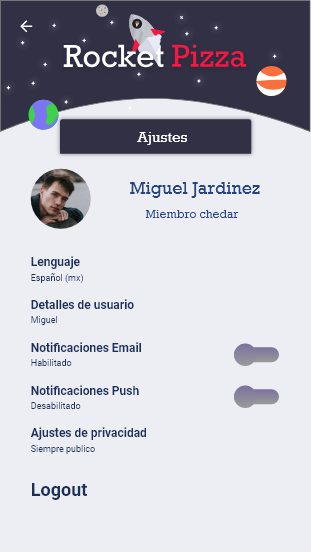 Rocket Pizza
Ajustes
Miguel Jardinez
Miembro chedar
Lenguaje
Español (mx)
Detalles de usuario
Miguel
Notificaciones Email
Habilitado
Notificaciones Push
Desabilitado
Ajustes de privacidad
Siempre publico
Logout